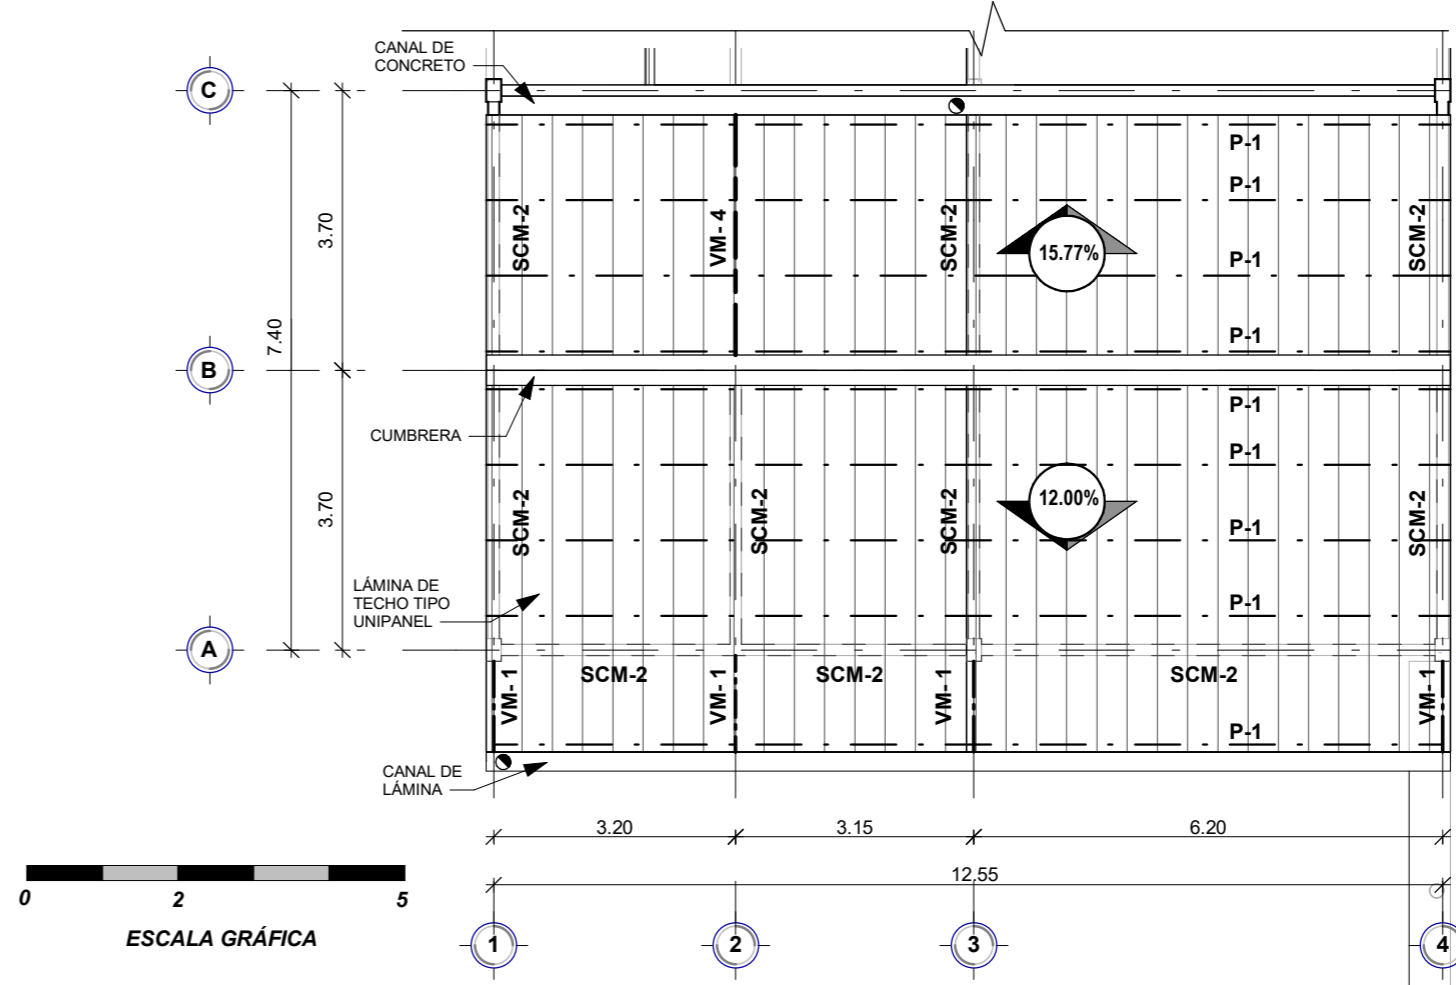 CANAL DE
CONCRETO
C
P-1
P-1
3.70
SCM-2
VM- 4
SCM-2
15.77%
P-1
SCM-2
7.40
P-1
B
P-1
CUMBRERA
P-1
3.70
SCM-2
SCM-2
SCM-2
12.00%
P-1
SCM-2
LÁMINA DE
TECHO TIPO
UNIPANEL
P-1
A
SCM-2
SCM-2
SCM-2
VM- 1
VM- 1
VM- 1
VM- 1
P-1
CANAL DE
LÁMINA
3.20
3.15
6.20
12.55
0
2
5
ESCALA GRÁFICA
1
2
3
4